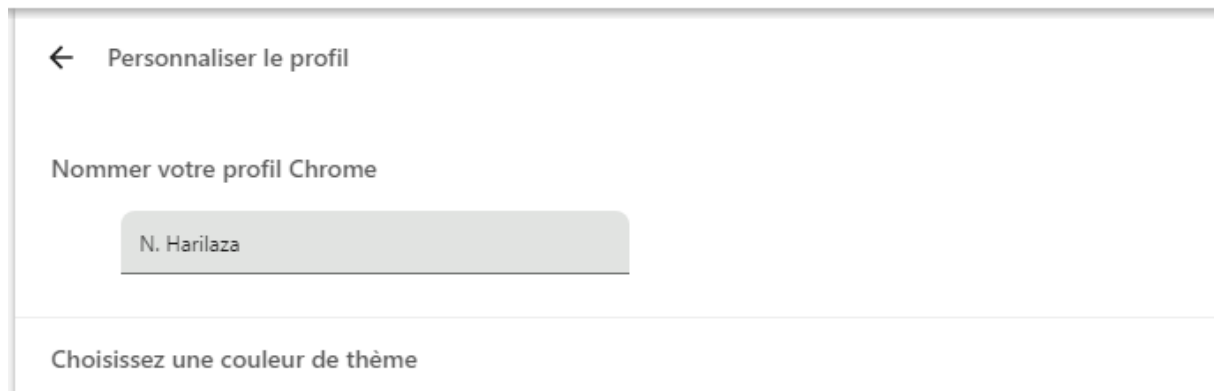 Personnaliser le profil
Nommer votre profil Chrome
N. Harilaza
Choisissez une couleur de thème